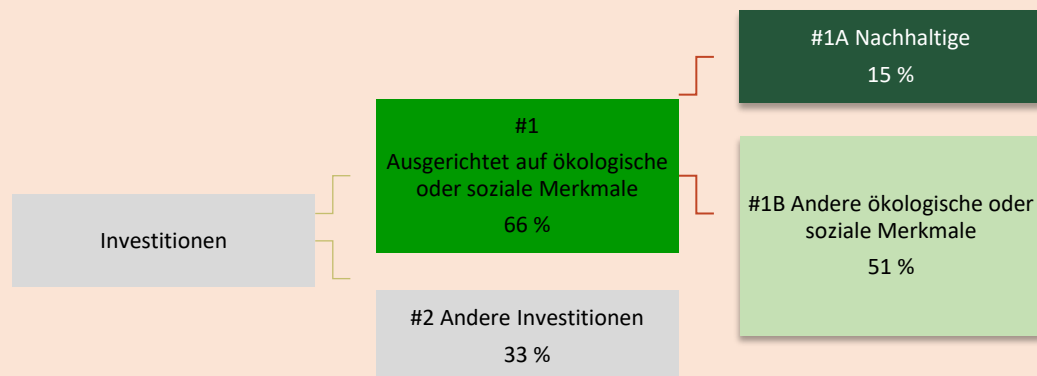 #1A Nachhaltige
15 %
#1
Ausgerichtet auf ökologische
oder soziale Merkmale
66 %
Investitionen
#1B Andere ökologische oder
soziale Merkmale
51 %
#2 Andere Investitionen
33 %